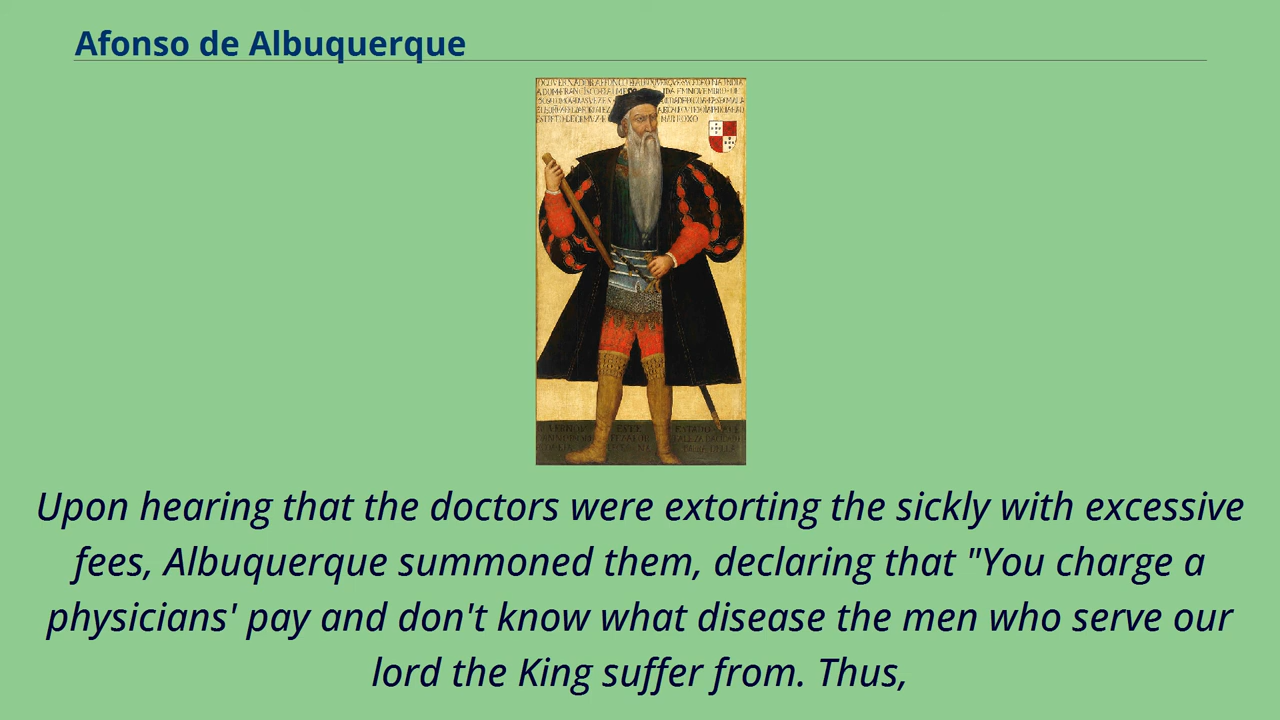 Afonso de Albuquerque
Upon hearing that the doctors were extorting the sickly with excessive
fees, Albuquerque summoned them, declaring that "You charge a
physicians' pay and don't know what disease the men who serve our
lord the King suffer from. Thus,